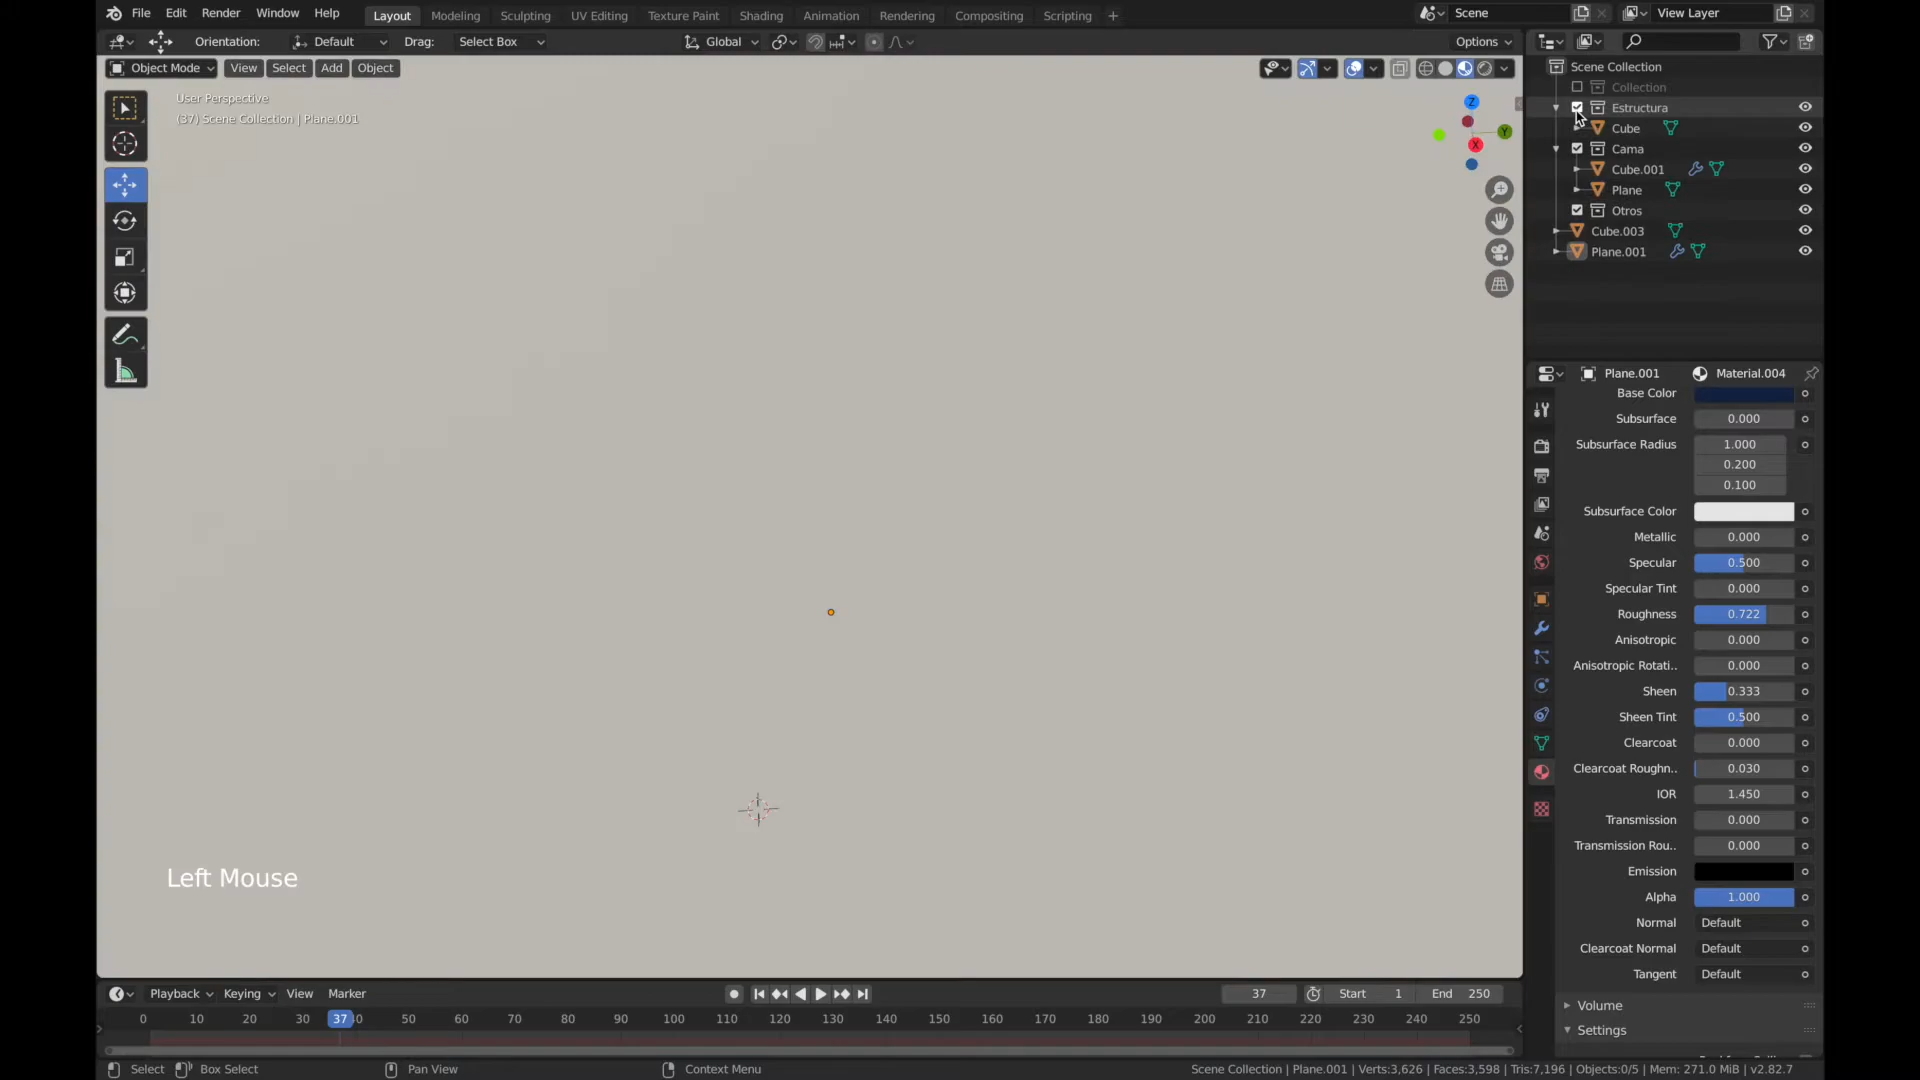 File Edit Render Window Help Layout Modeling Sculpting UV Editing Texture Paint Shading Animation Rendering Compositing Scripting + Scene View Layer
Orientation: Default Drag: Select Box Global Options
Object Mode View Select Add Object
User Perspective
(37) Scene Collection | Plane.001
Z
Y
X
Left Mouse
Scene Collection
Collection
Estructura
Cube
Cama
Cube.001
Plane
Otros
Cube.003
Plane.001
Plane.001 Material.004
Base Color
Subsurface 0.000
Subsurface Radius 1.000
0.200
0.100
Subsurface Color
Metallic 0.000
Specular 0.500
Specular Tint 0.000
Roughness 0.722
Anisotropic 0.000
Anisotropic Rotati.. 0.000
Sheen 0.333
Sheen Tint 0.500
Clearcoat 0.000
Clearcoat Roughn.. 0.030
IOR 1.450
Transmission 0.000
Transmission Rou.. 0.000
Emission
Alpha 1.000
Normal Default
Clearcoat Normal Default
Tangent Default
Volume
Settings
Playback Keying View Marker 37 Start 1 End 250
0 10 20 30 37 40 50 60 70 80 90 100 110 120 130 140 150 160 170 180 190 200 210 220 230 240 250
Select Box Select Pan View Context Menu Scene Collection | Plane.001 | Verts:3,626 | Faces:3,598 | Tris:7,196 | Objects:0/5 | Mem: 271.0 MiB | v2.82.7